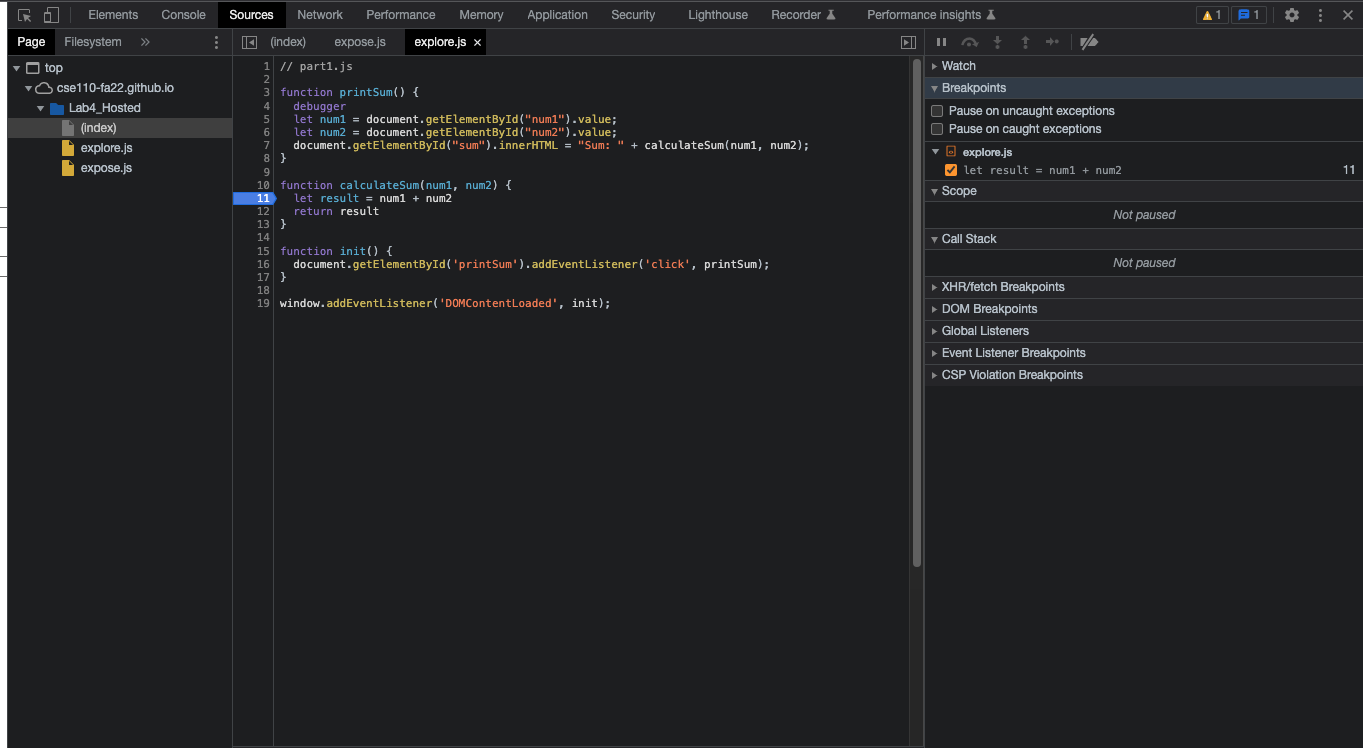 Elements Console Sources Network Performance Memory Application Security Lighthouse Recorder Performance insights 1 1
Page Filesystem »
top
cse110-fa22.github.io
Lab4_Hosted
(index)
explore.js
expose.js
(index) expose.js explore.js ×
1 // part1.js
2
3 function printSum() {
4   debugger
5   let num1 = document.getElementById("num1").value;
6   let num2 = document.getElementById("num2").value;
7   document.getElementById("sum").innerHTML = "Sum: " + calculateSum(num1, num2);
8 }
9
10 function calculateSum(num1, num2) {
11   let result = num1 + num2
12   return result
13 }
14
15 function init() {
16   document.getElementById('printSum').addEventListener('click', printSum);
17 }
18
19 window.addEventListener('DOMContentLoaded', init);
Watch
Breakpoints
Pause on uncaught exceptions
Pause on caught exceptions
explore.js
let result = num1 + num2 11
Scope
Not paused
Call Stack
Not paused
XHR/fetch Breakpoints
DOM Breakpoints
Global Listeners
Event Listener Breakpoints
CSP Violation Breakpoints